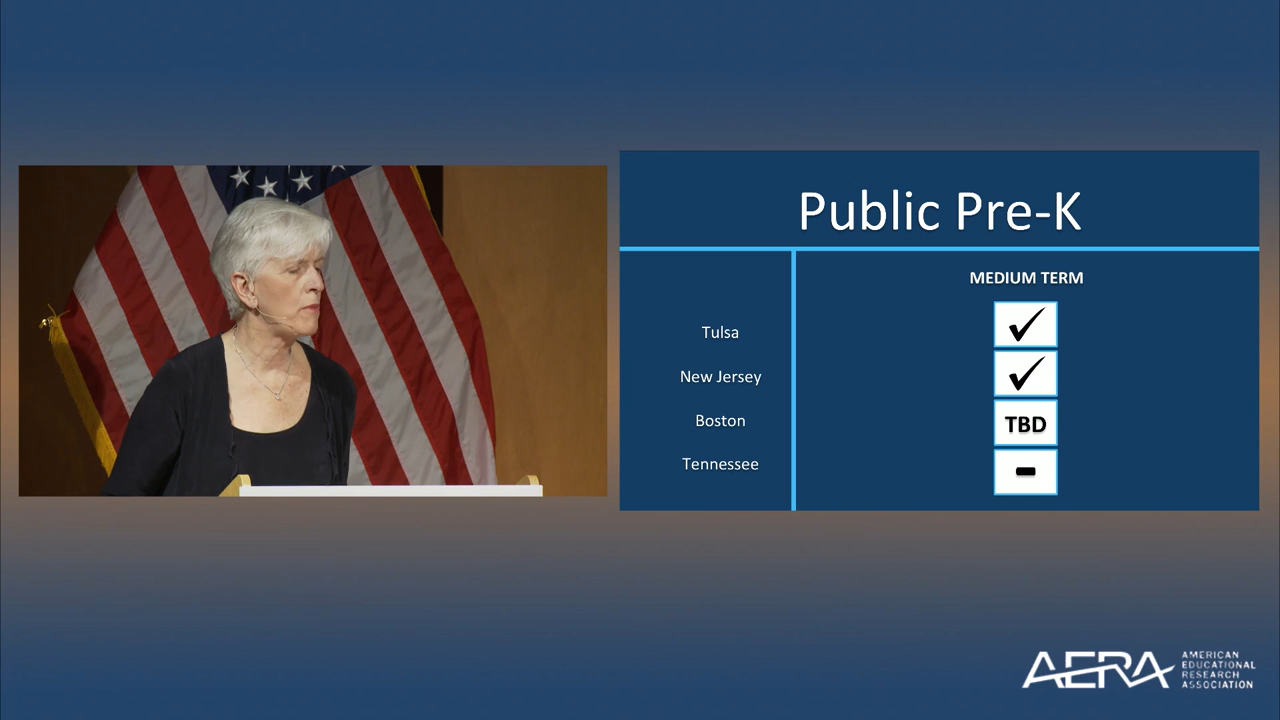 Public Pre-K
MEDIUM TERM
Tulsa ✓
New Jersey ✓
Boston TBD
Tennessee -
AERA
AMERICAN
EDUCATIONAL
RESEARCH
ASSOCIATION